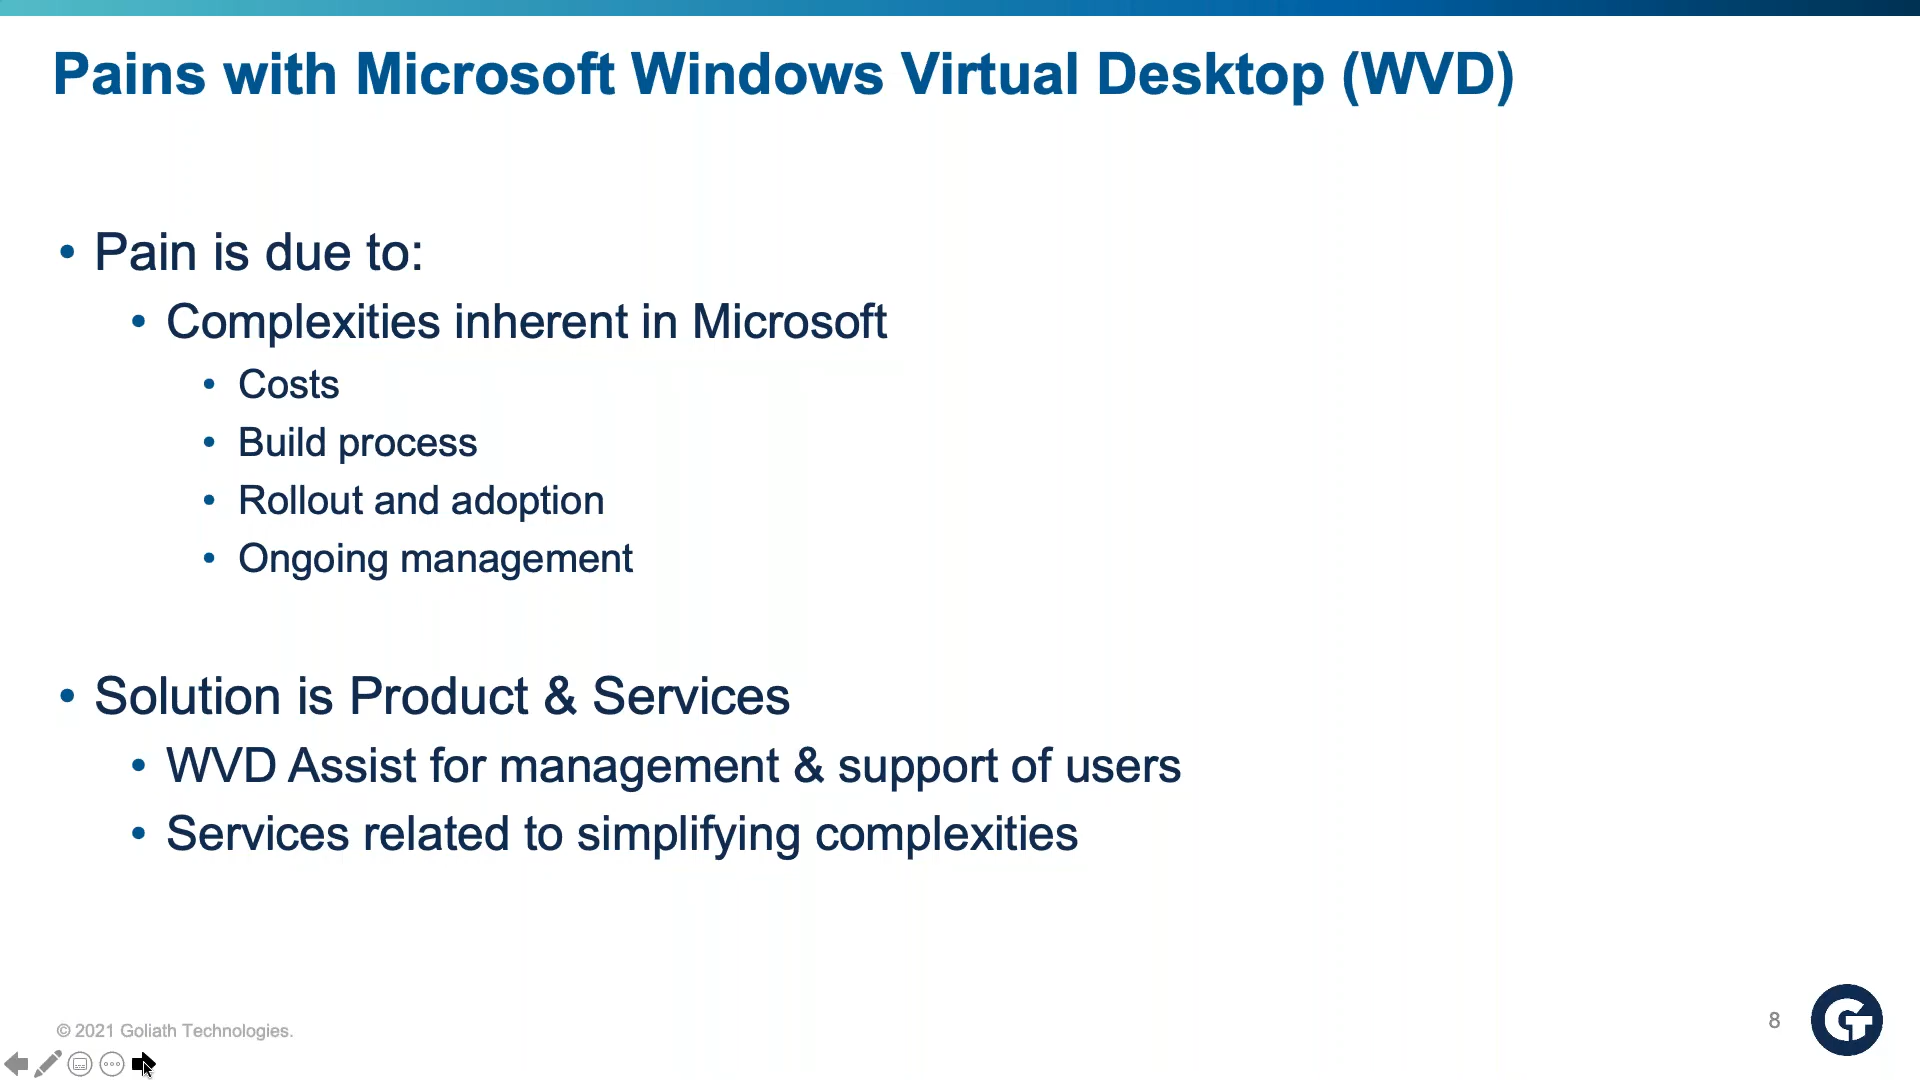 Pains with Microsoft Windows Virtual Desktop (WVD)
• Pain is due to:
• Complexities inherent in Microsoft
• Costs
• Build process
• Rollout and adoption
• Ongoing management
• Solution is Product & Services
• WVD Assist for management & support of users
• Services related to simplifying complexities
© 2021 Goliath Technologies.
8